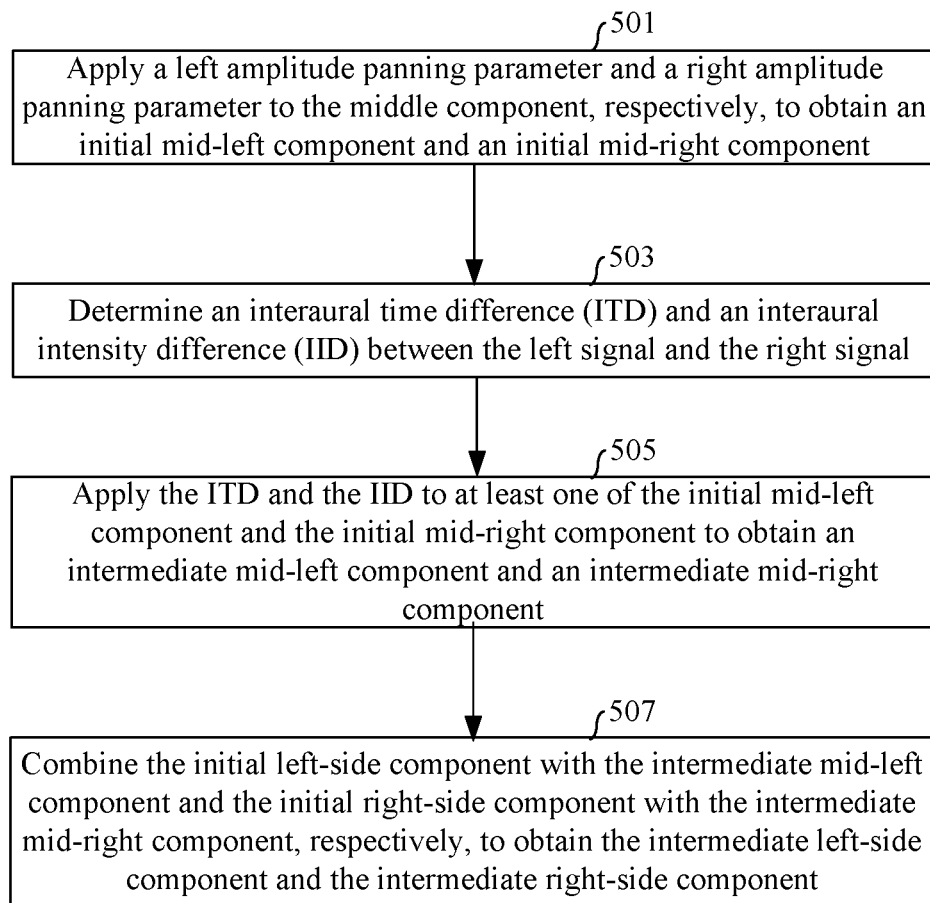 501
Apply a left amplitude panning parameter and a right amplitude
panning parameter to the middle component, respectively, to obtain an
initial mid-left component and an initial mid-right component
503
Determine an interaural time difference (ITD) and an interaural
intensity difference (IID) between the left signal and the right signal
505
Apply the ITD and the IID to at least one of the initial mid-left
component and the initial mid-right component to obtain an
intermediate mid-left component and an intermediate mid-right
component
507
Combine the initial left-side component with the intermediate mid-left
component and the initial right-side component with the intermediate
mid-right component, respectively, to obtain the intermediate left-side
component and the intermediate right-side component